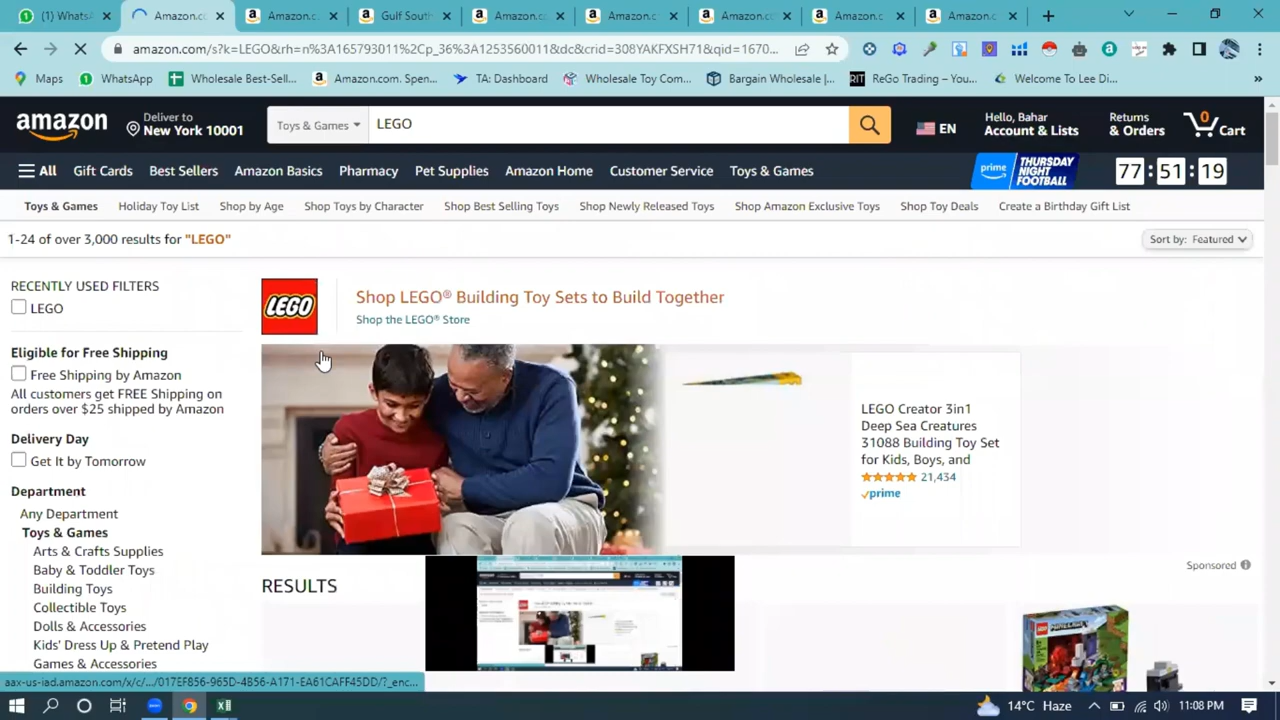 (1) WhatsA
Amazon.c
Amazon.c
Gulf South
Amazon.c
Amazon.c
Amazon.c
Amazon.c
Amazon.c
amazon.com/s?k=LEGO&rh=n%3A165793011%2Cp_36%3A1253560011&dc&crid=308YAKFXSH71&qid=1670...
Maps
WhatsApp
Wholesale Best-Sell...
Amazon.com. Spen...
TA: Dashboard
Wholesale Toy Com...
Bargain Wholesale |...
RIT
ReGo Trading – You...
Welcome To Lee Di...
amazon
Deliver to
New York 10001
Toys & Games
LEGO
EN
Hello, Bahar
Account & Lists
Returns
& Orders
0
Cart
All
Gift Cards
Best Sellers
Amazon Basics
Pharmacy
Pet Supplies
Amazon Home
Customer Service
Toys & Games
prime
THURSDAY
NIGHT
FOOTBALL
77:51:19
Toys & Games
Holiday Toy List
Shop by Age
Shop Toys by Character
Shop Best Selling Toys
Shop Newly Released Toys
Shop Amazon Exclusive Toys
Shop Toy Deals
Create a Birthday Gift List
1-24 of over 3,000 results for "LEGO"
Sort by: Featured
RECENTLY USED FILTERS
LEGO
Eligible for Free Shipping
Free Shipping by Amazon
All customers get FREE Shipping on
orders over $25 shipped by Amazon
Delivery Day
Get It by Tomorrow
Department
Any Department
Toys & Games
Arts & Crafts Supplies
Baby & Toddler Toys
Building Toys
Collectible Toys
Dolls & Accessories
Kids' Dress Up & Pretend Play
Games & Accessories
LEGO
Shop LEGO® Building Toy Sets to Build Together
Shop the LEGO® Store
LEGO Creator 3in1
Deep Sea Creatures
31088 Building Toy Set
for Kids, Boys, and
21,434
prime
Sponsored
RESULTS
14°C Haze
11:08 PM